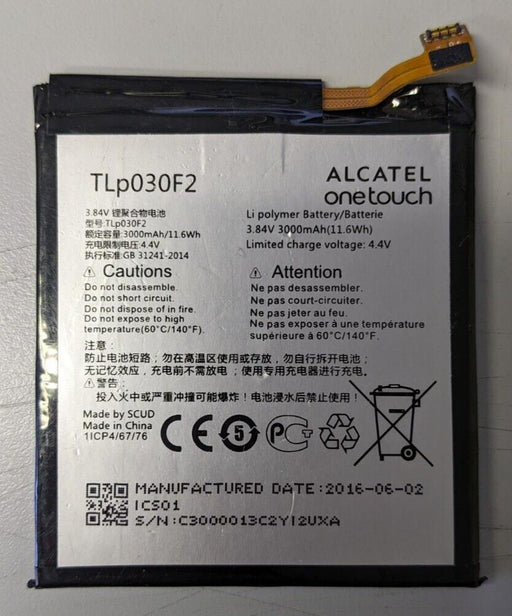 TLp030F2
ALCATEL
onetouch
3.84V 锂聚合物电池
型号:TLp030F2
额定容量:3000mAh/11.6Wh
充电限制电压:4.4V
执行标准:GB 31241-2014
Li polymer Battery/Batterie
3.84V 3000mAh(11.6Wh)
Limited charge voltage: 4.4V
⚠ Cautions
Do not disassemble.
Do not short circuit.
Do not dispose of in fire.
Do not expose to high
temperature(60°C/140°F).
⚠ Attention
Ne pas desassembler.
Ne pas court-circuiter.
Ne pas jeter au feu.
Ne pas exposer à une température
supérieure à (60°C/140°F).
注意:
防止电池短路;勿在高温区使用或存放,勿自行拆开电池;
无记忆效应,充电前不需放电;使用专用充电器进行充电。
⚠警告:
投入火中或严重冲撞可能爆炸!电池浸水后禁止使用!
Made by SCUD
Made in China
1ICP4/67/76
CE 5 PC
MANUFACTURED DATE:2016-06-02
ICS01
S/N:C3000013C2YI2UXA